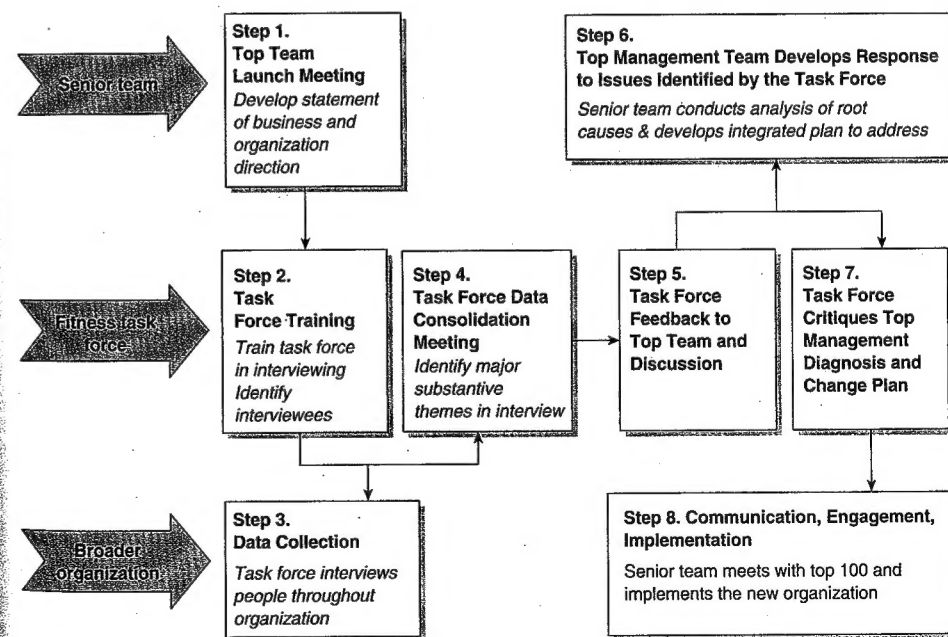 Senior team
Step 1.
Top Team
Launch Meeting
Develop statement
of business and
organization
direction
Step 6.
Top Management Team Develops Response
to Issues Identified by the Task Force
Senior team conducts analysis of root
causes & develops integrated plan to address
Fitness task
force
Step 2.
Task
Force Training
Train task force
in interviewing
Identify
interviewees
Step 4.
Task Force Data
Consolidation
Meeting
Identify major
substantive
themes in interview
Step 5.
Task Force
Feedback to
Top Team and
Discussion
Step 7.
Task Force
Critiques Top
Management
Diagnosis and
Change Plan
Broader
organization
Step 3.
Data Collection
Task force interviews
people throughout
organization
Step 8. Communication, Engagement,
Implementation
Senior team meets with top 100 and
implements the new organization